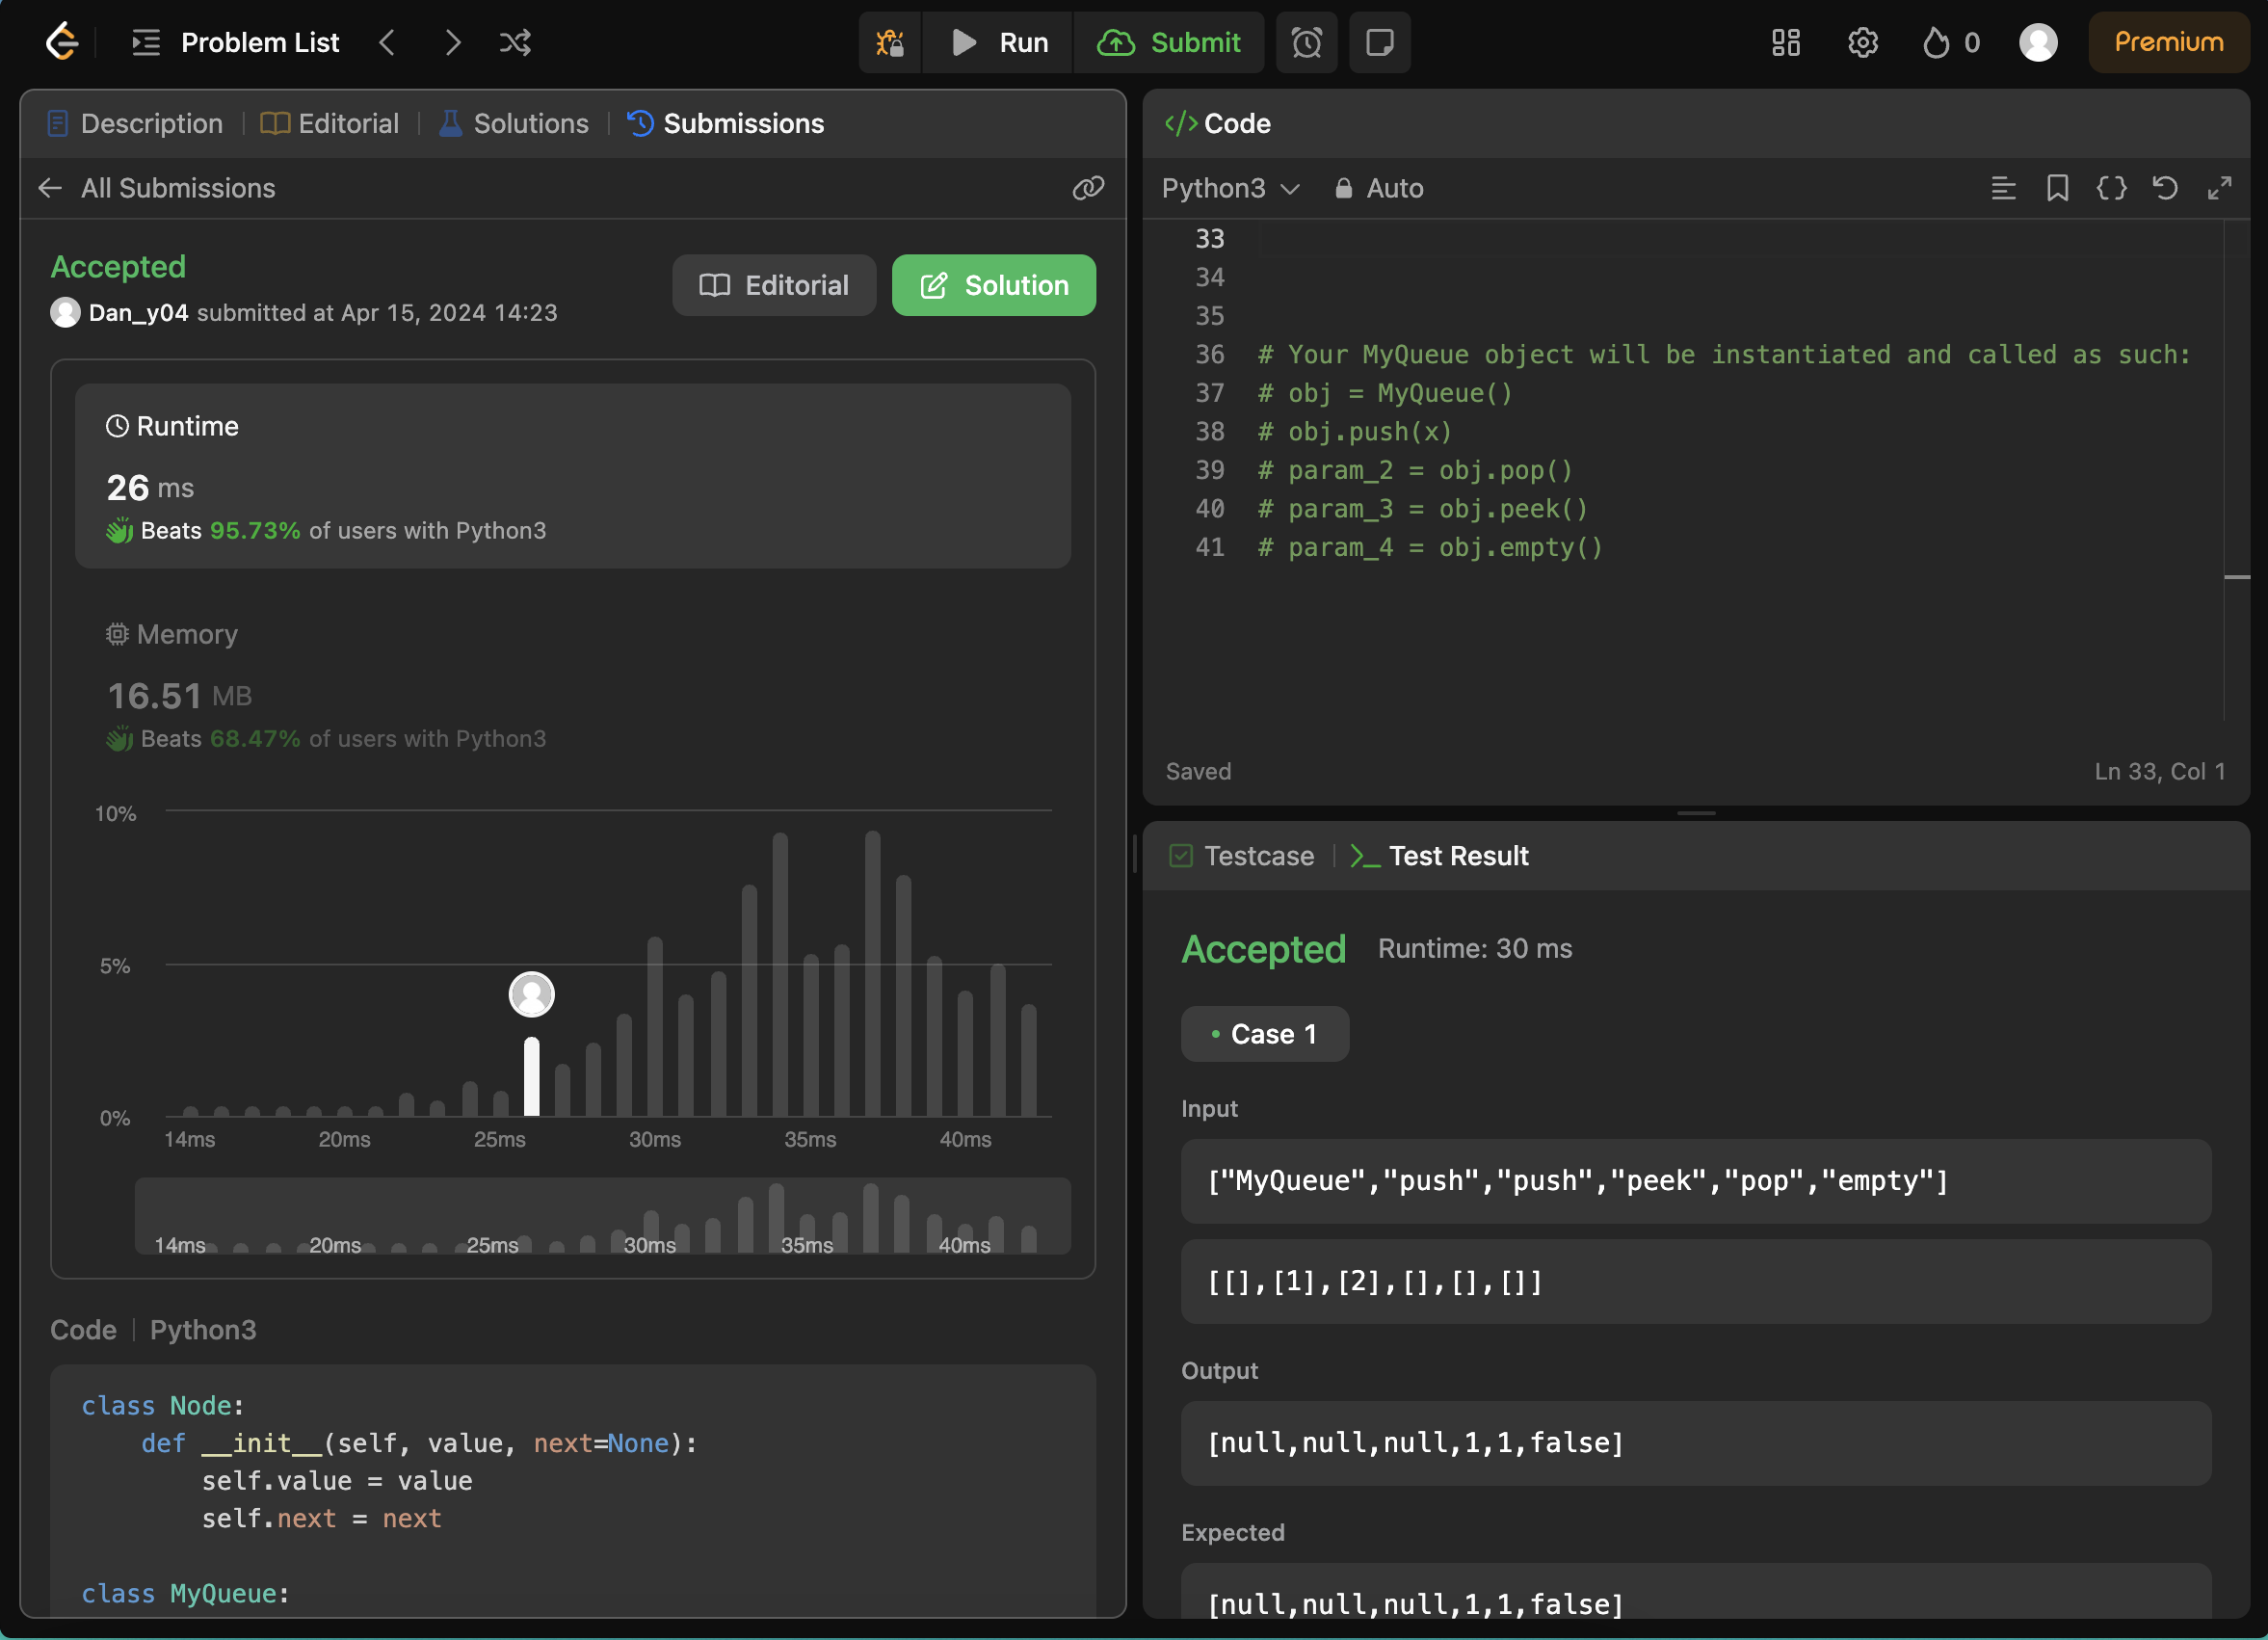 Problem List
Run
Submit
0
Premium
Description
Editorial
Solutions
Submissions
All Submissions
Accepted
Dan_y04 submitted at Apr 15, 2024 14:23
Editorial
Solution
Runtime
26 ms
Beats 95.73% of users with Python3
Memory
16.51 MB
Beats 68.47% of users with Python3
10%
5%
0%
14ms 20ms 25ms 30ms 35ms 40ms
14ms 20ms 25ms 30ms 35ms 40ms
Code
Python3
class Node:
    def __init__(self, value, next=None):
        self.value = value
        self.next = next
class MyQueue:
</> Code
Python3
Auto
33
34
35
36 # Your MyQueue object will be instantiated and called as such:
37 # obj = MyQueue()
38 # obj.push(x)
39 # param_2 = obj.pop()
40 # param_3 = obj.peek()
41 # param_4 = obj.empty()
Saved
Ln 33, Col 1
Testcase
>_ Test Result
Accepted
Runtime: 30 ms
Case 1
Input
["MyQueue","push","push","peek","pop","empty"]
[[],[1],[2],[],[],[]]
Output
[null,null,null,1,1,false]
Expected
[null,null,null,1,1,false]